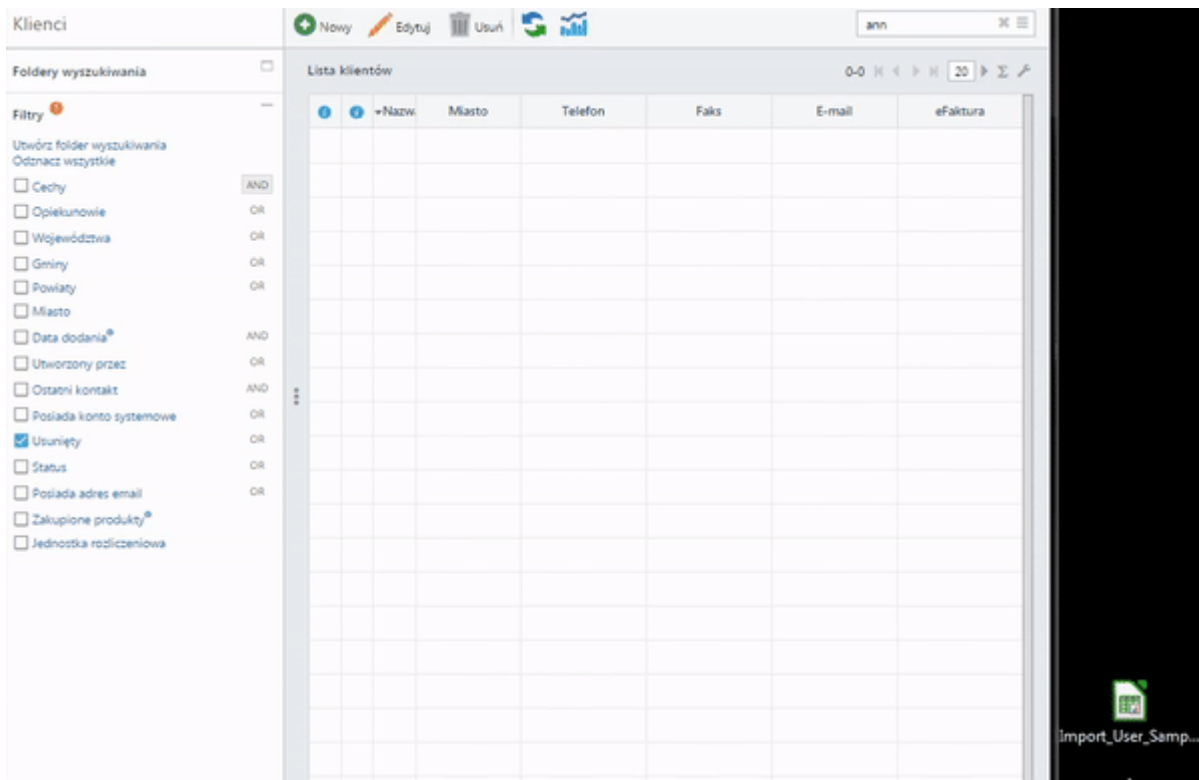 Klienci
Nowy Edytuj Usuń
ann
Foldery wyszukiwania
Lista klientów
0-0 20 Σ
Filtry
Nazw. Miasto Telefon Faks E-mail eFaktura
Utwórz folder wyszukiwania
Odznacz wszystkie
Cechy AND
Opiekunowie OR
Województwa OR
Gminy OR
Powiaty OR
Miasto
Data dodania AND
Utworzony przez OR
Ostatni kontakt AND
Posiada konto systemowe OR
Usunięty OR
Status OR
Posiada adres email OR
Zakupione produkty
Jednostka rozliczeniowa
Import_User_Samp...